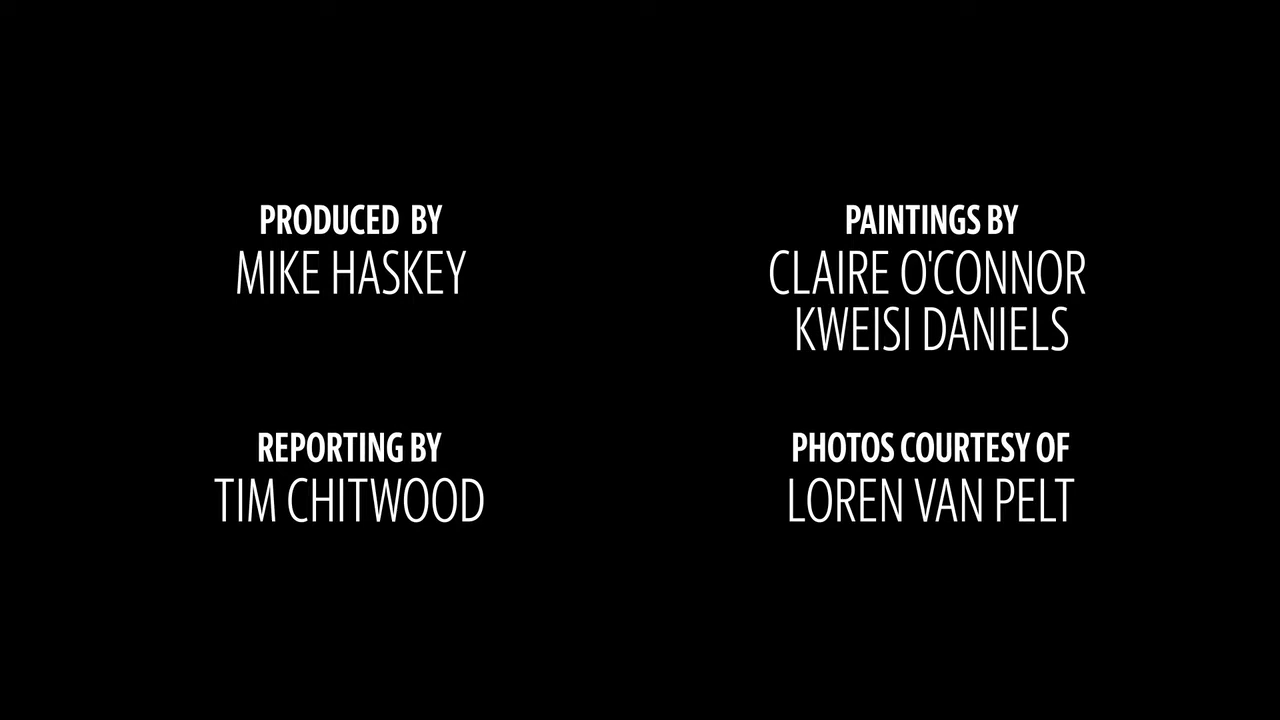 PRODUCED BY
MIKE HASKEY
PAINTINGS BY
CLAIRE O'CONNOR
KWEISI DANIELS
REPORTING BY
TIM CHITWOOD
PHOTOS COURTESY OF
LOREN VAN PELT